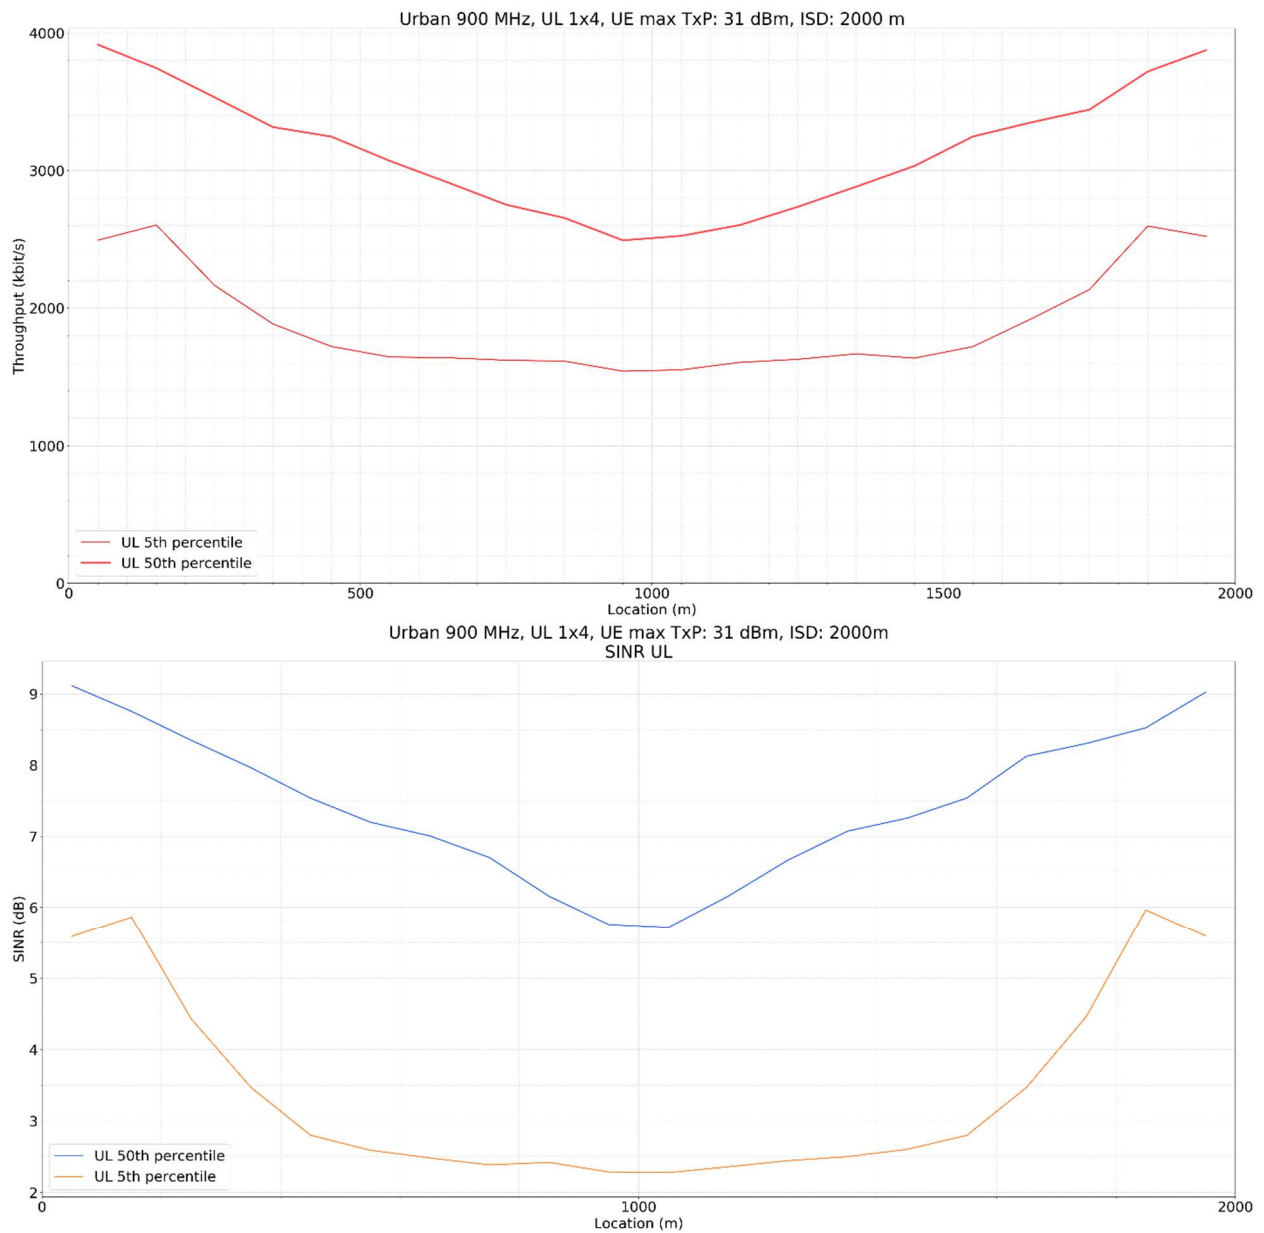 Urban 900 MHz, UL 1x4, UE max TxP: 31 dBm, ISD: 2000 m
4000
3000
2000
1000
0
Throughput (kbit/s)
UL 5th percentile
UL 50th percentile
0 500 1000 1500 2000
Location (m)
Urban 900 MHz, UL 1x4, UE max TxP: 31 dBm, ISD: 2000m
SINR UL
9
8
7
6
5
4
3
2
SINR (dB)
UL 50th percentile
UL 5th percentile
0 1000 2000
Location (m)